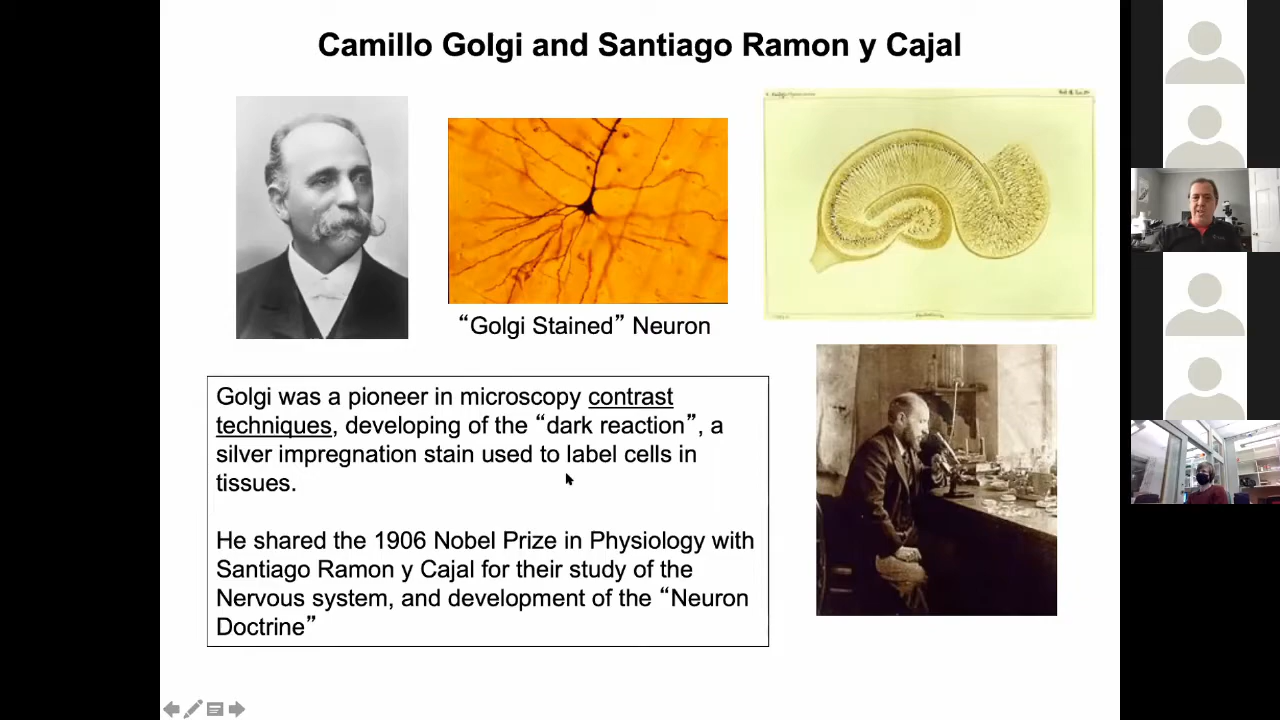 Camillo Golgi and Santiago Ramon y Cajal
“Golgi Stained” Neuron
Golgi was a pioneer in microscopy contrast
techniques, developing of the “dark reaction”, a
silver impregnation stain used to label cells in
tissues.
He shared the 1906 Nobel Prize in Physiology with
Santiago Ramon y Cajal for their study of the
Nervous system, and development of the “Neuron
Doctrine”